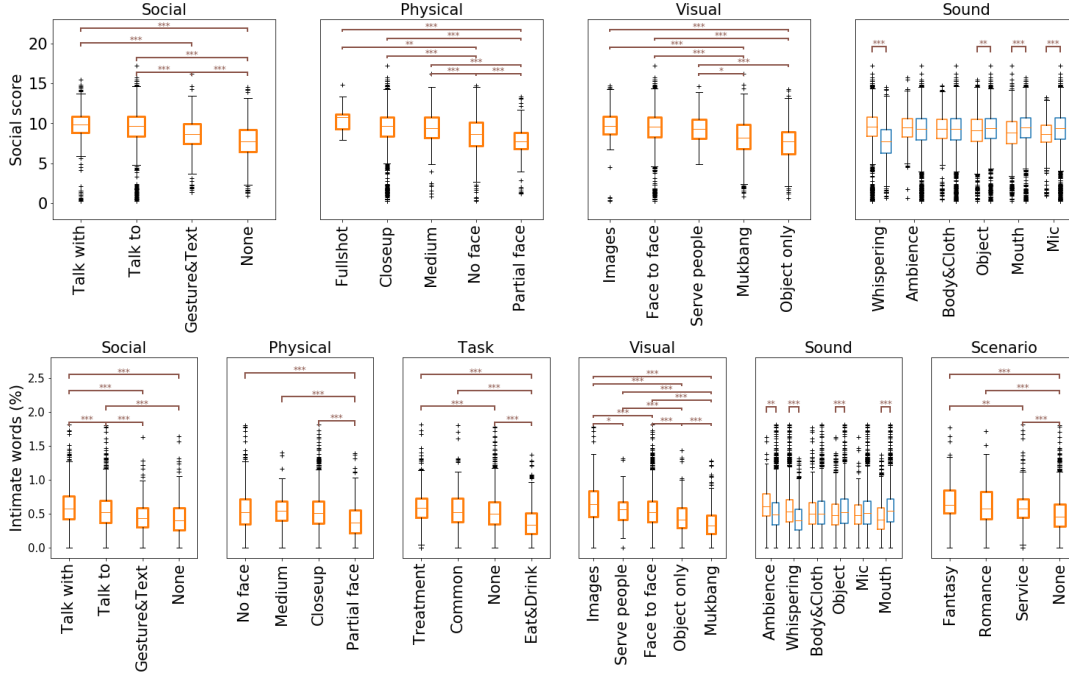 Social Physical Visual Sound
Social score
20
15
10
5
0
*** *** *** *** ***
*** *** ** *** *** *** ***
*** *** *** *** *** *
*** ** *** ***
Talk with Talk to Gesture&Text None
Fullshot Closeup Medium No face Partial face
Images Face to face Serve people Mukbang Object only
Whispering Ambience Body&Cloth Object Mouth Mic
Social Physical Task Visual Sound Scenario
Intimate words (%)
2.5
2.0
1.5
1.0
0.5
0.0
*** *** *** *** ***
*** *** ***
*** *** ***
*** *** *** *** *** * *** ***
** *** *** ***
*** *** ** ***
Talk with Talk to Gesture&Text None
No face Medium Closeup Partial face
Treatment Common None Eat&Drink
Images Serve people Face to face Object only Mukbang
Ambience Whispering Body&Cloth Object Mic Mouth
Fantasy Romance Service None